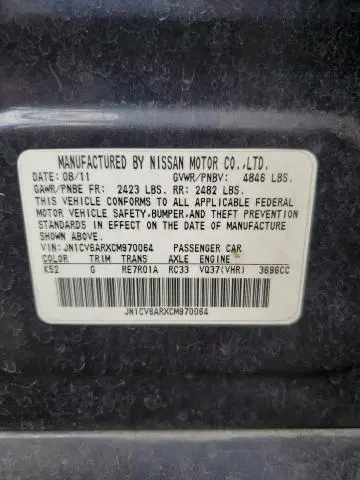 MANUFACTURED BY NISSAN MOTOR CO.,LTD.
DATE: 08/11 GVWR/PNBV: 4846 LBS.
GAWR/PNBE FR: 2423 LBS. RR: 2482 LBS.
THIS VEHICLE CONFORMS TO ALL APPLICABLE FEDERAL
MOTOR VEHICLE SAFETY,BUMPER,AND THEFT PREVENTION
STANDARDS IN EFFECT ON THE DATE OF MANUFACTURE
SHOWN ABOVE.
VIN: JN1CV6ARXCM970064 PASSENGER CAR
COLOR TRIM TRANS AXLE ENGINE
K52 G RE7R01A RC33 VQ37(VHR) 3696CC
JN1CV6ARXCM970064